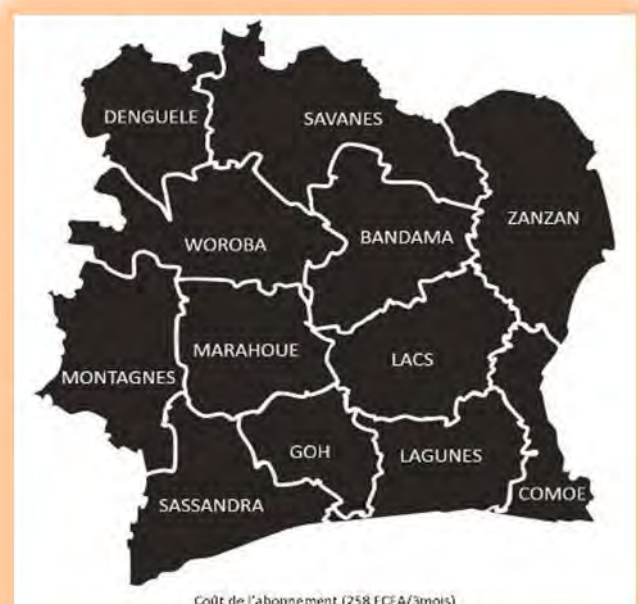 DENGUELE
SAVANES
ZANZAN
WOROBA
BANDAMA
MONTAGNES
MARAHOUE
LACS
GOH
LAGUNES
SASSANDRA
COMOE
Coût de l'abonnement (258 FCFA/3mois)